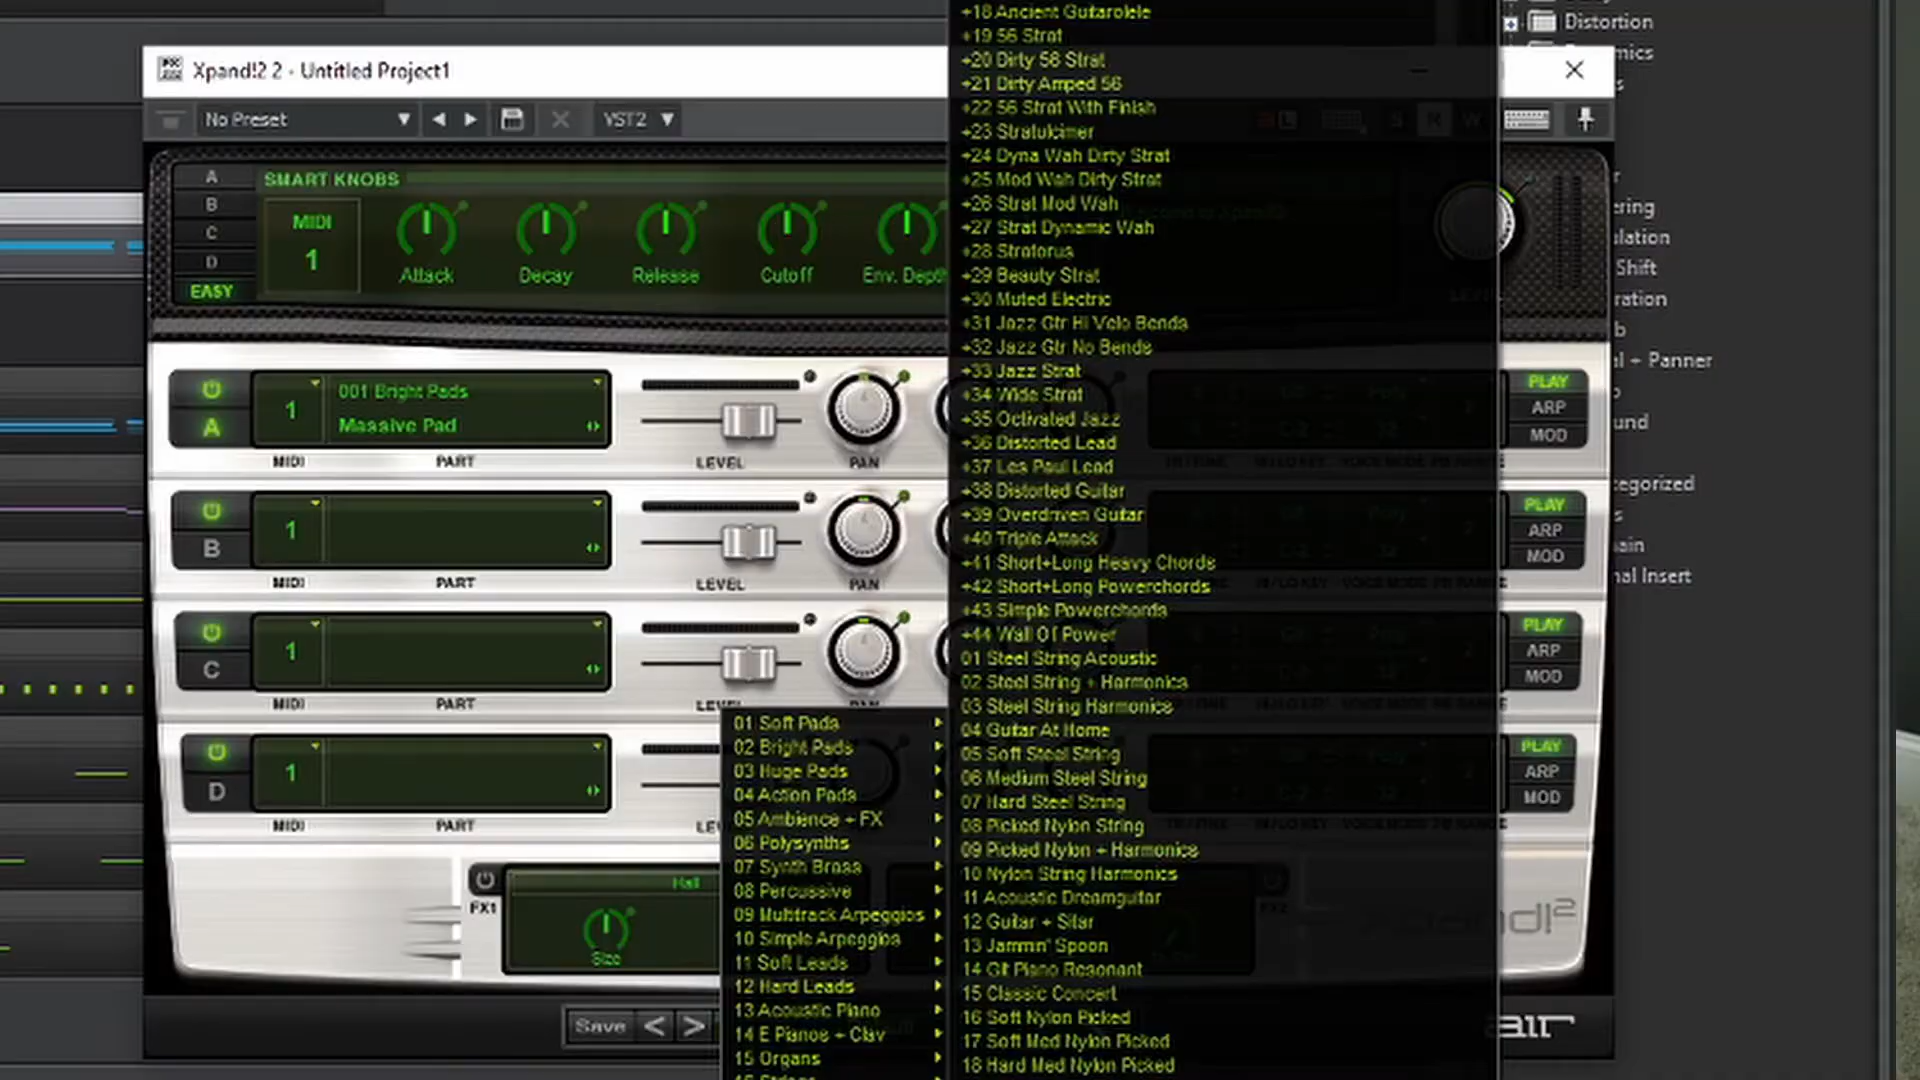 Xpand!2 2 - Untitled Project1
No Preset
VST2
A
B
C
D
EASY
SMART KNOBS
MIDI
1
Attack
Decay
Release
Cutoff
Env. Depth
A
1
001 Bright Pads
Massive Pad
MIDI
PART
LEVEL
PAN
PLAY
ARP
MOD
B
1
MIDI
PART
LEVEL
PAN
PLAY
ARP
MOD
C
1
MIDI
PART
PLAY
ARP
MOD
D
1
MIDI
PART
PLAY
ARP
MOD
FX1
Hall
Size
Save
<
>
air
01 Soft Pads
02 Bright Pads
03 Huge Pads
04 Action Pads
05 Ambience + FX
06 Polysynths
07 Synth Brass
08 Percussive
09 Multitrack Arpeggios
10 Simple Arpeggios
11 Soft Leads
12 Hard Leads
13 Acoustic Piano
14 E Pianos + Clav
15 Organs
+18 Ancient Guitarolele
+19 56 Strat
+20 Dirty 56 Strat
+21 Dirty Amped 56
+22 56 Strat With Finish
+23 Stratulcimer
+24 Dyna Wah Dirty Strat
+25 Mod Wah Dirty Strat
+26 Strat Mod Wah
+27 Strat Dynamic Wah
+28 Stratorus
+29 Beauty Strat
+30 Muted Electric
+31 Jazz Gtr Hi Velo Bends
+32 Jazz Gtr No Bends
+33 Jazz Strat
+34 Wide Strat
+35 Octivated Jazz
+36 Distorted Lead
+37 Les Paul Lead
+38 Distorted Guitar
+39 Overdriven Guitar
+40 Triple Attack
+41 Short+Long Heavy Chords
+42 Short+Long Powerchords
+43 Simple Powerchords
+44 Wall Of Power
01 Steel String Acoustic
02 Steel String + Harmonics
03 Steel String Harmonics
04 Guitar At Home
05 Soft Steel String
06 Medium Steel String
07 Hard Steel String
08 Picked Nylon String
09 Picked Nylon + Harmonics
10 Nylon String Harmonics
11 Acoustic Dreamguitar
12 Guitar + Sitar
13 Jammin' Spoon
14 Git Piano Resonant
15 Classic Concert
16 Soft Nylon Picked
17 Soft Med Nylon Picked
18 Hard Med Nylon Picked
Distortion
mics
ering
lation
Shift
ration
b
l + Panner
und
egorized
ain
nal Insert